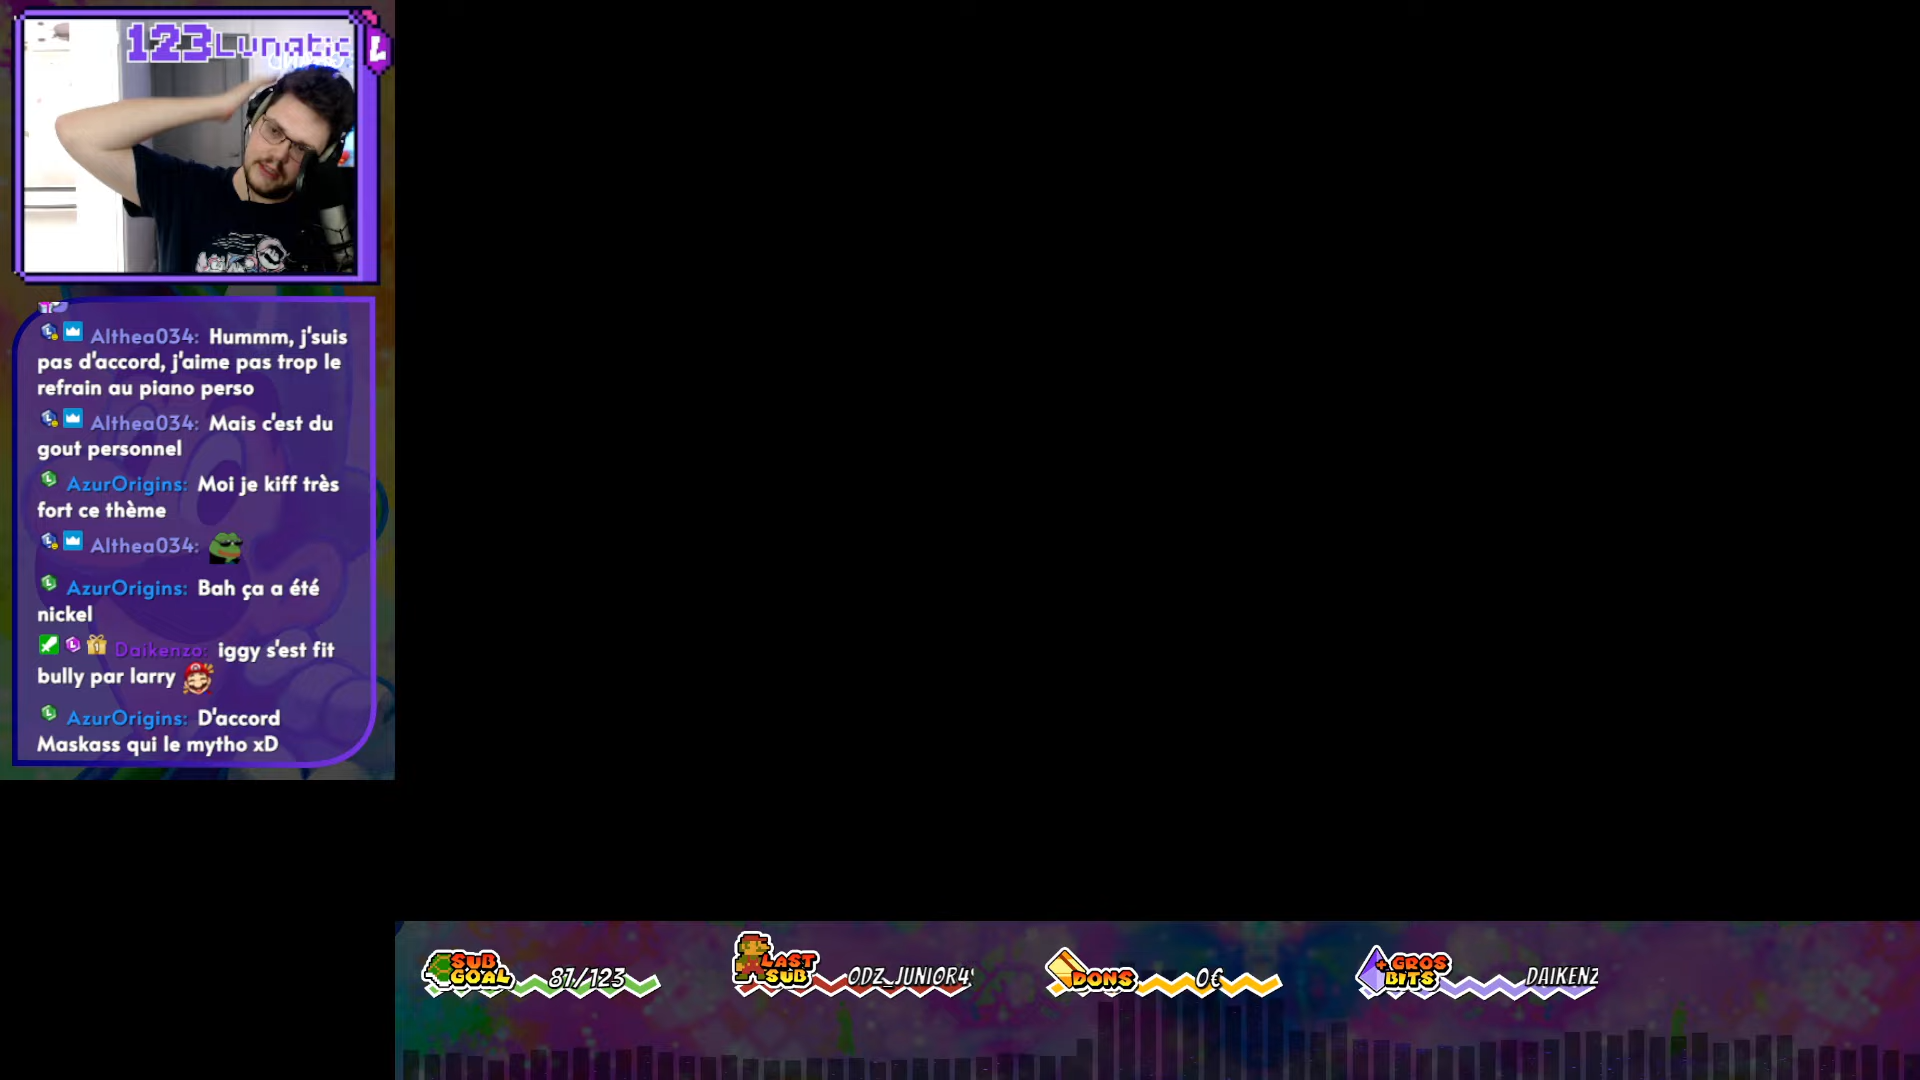 123Lunatic
Althea034: Hummm, j'suis
pas d'accord, j'aime pas trop le
refrain au piano perso
Althea034: Mais c'est du
gout personnel
AzurOrigins: Moi je kiff très
fort ce thème
Althea034:
AzurOrigins: Bah ça a été
nickel
Daikenzo: iggy s'est fit
bully par larry
AzurOrigins: D'accord
Maskass qui le mytho xD
SUB GOAL 87/123
LAST SUB ODZ_JUNIOR4
DONS 0€
+ GROS BITS DAIKENZ